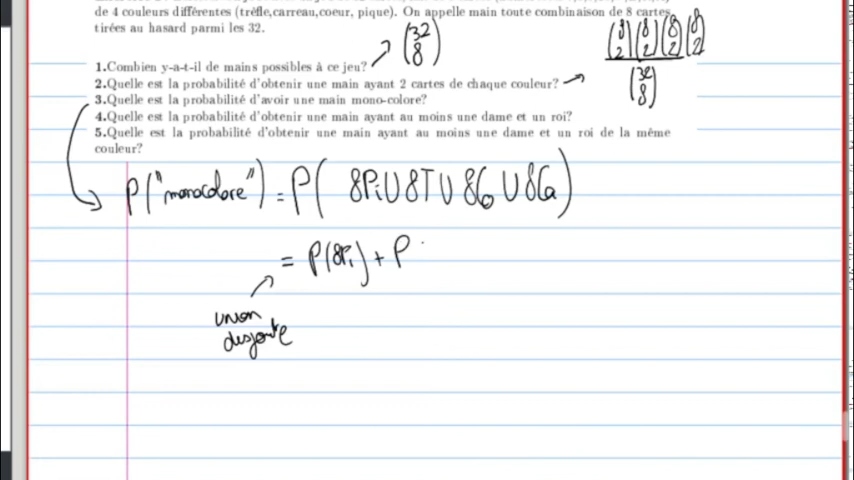 de 4 couleurs différentes (trèfle,carreau,coeur, pique). On appelle main toute combinaison de 8 cartes
tirées au hasard parmi les 32.
(32 8)
(8 2)(8 2)(8 2)(8 2)
(32 8)
1.Combien y-a-t-il de mains possibles à ce jeu?
2.Quelle est la probabilité d'obtenir une main ayant 2 cartes de chaque couleur?
3.Quelle est la probabilité d'avoir une main mono-colore?
4.Quelle est la probabilité d'obtenir une main ayant au moins une dame et un roi?
5.Quelle est la probabilité d'obtenir une main ayant au moins une dame et un roi de la même
couleur?
P("monocolore") = P( 8Pi ∪ 8T ∪ 8Co ∪ 8Ca)
= P(8Pi) + P
union
disjointe